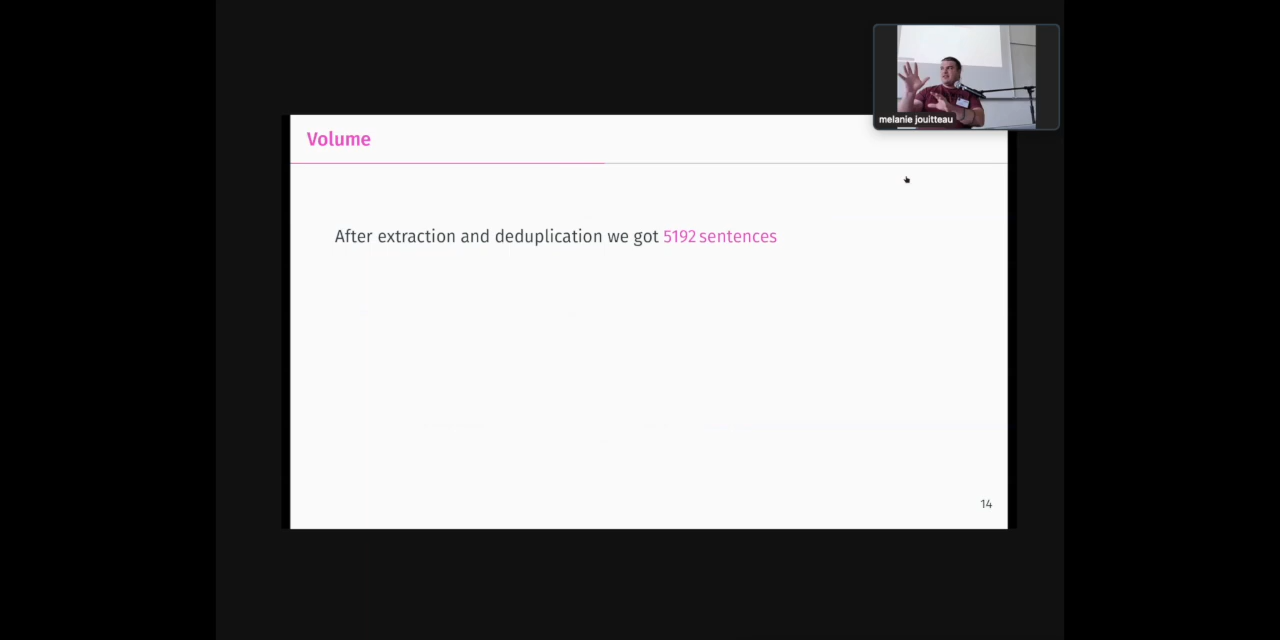 melanie jouitteau
Volume
After extraction and deduplication we got 5192 sentences
14